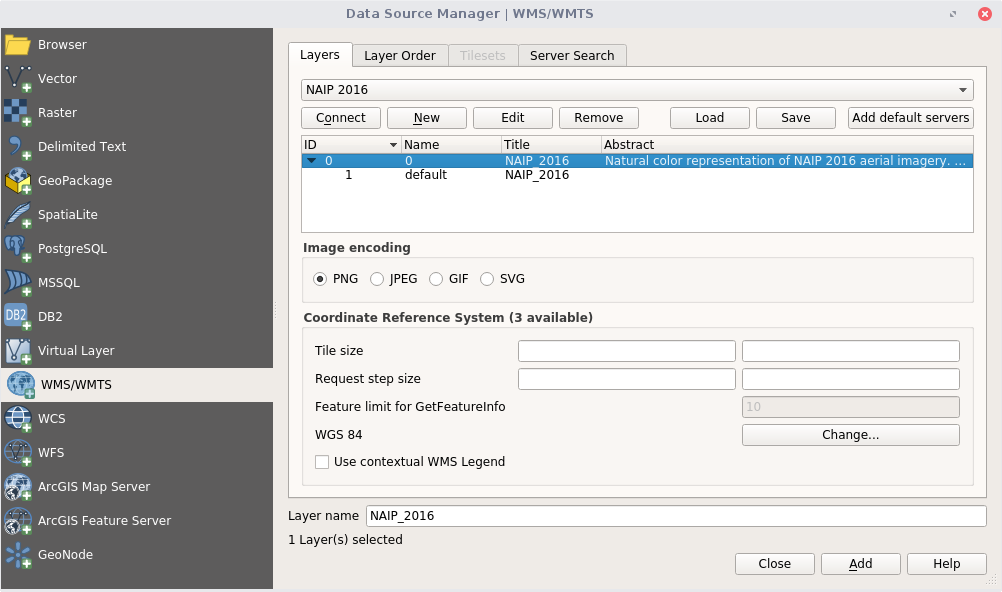 Data Source Manager | WMS/WMTS
Browser
Vector
Raster
Delimited Text
GeoPackage
SpatiaLite
PostgreSQL
MSSQL
DB2
DB2
Virtual Layer
WMS/WMTS
WCS
WFS
ArcGIS Map Server
ArcGIS Feature Server
GeoNode
Layers Layer Order Tilesets Server Search
NAIP 2016
Connect New Edit Remove Load Save Add default servers
ID Name Title Abstract
0 0 NAIP_2016 Natural color representation of NAIP 2016 aerial imagery. ...
1 default NAIP_2016
Image encoding
PNG JPEG GIF SVG
Coordinate Reference System (3 available)
Tile size
Request step size
Feature limit for GetFeatureInfo 10
WGS 84 Change...
Use contextual WMS Legend
Layer name NAIP_2016
1 Layer(s) selected
Close Add Help